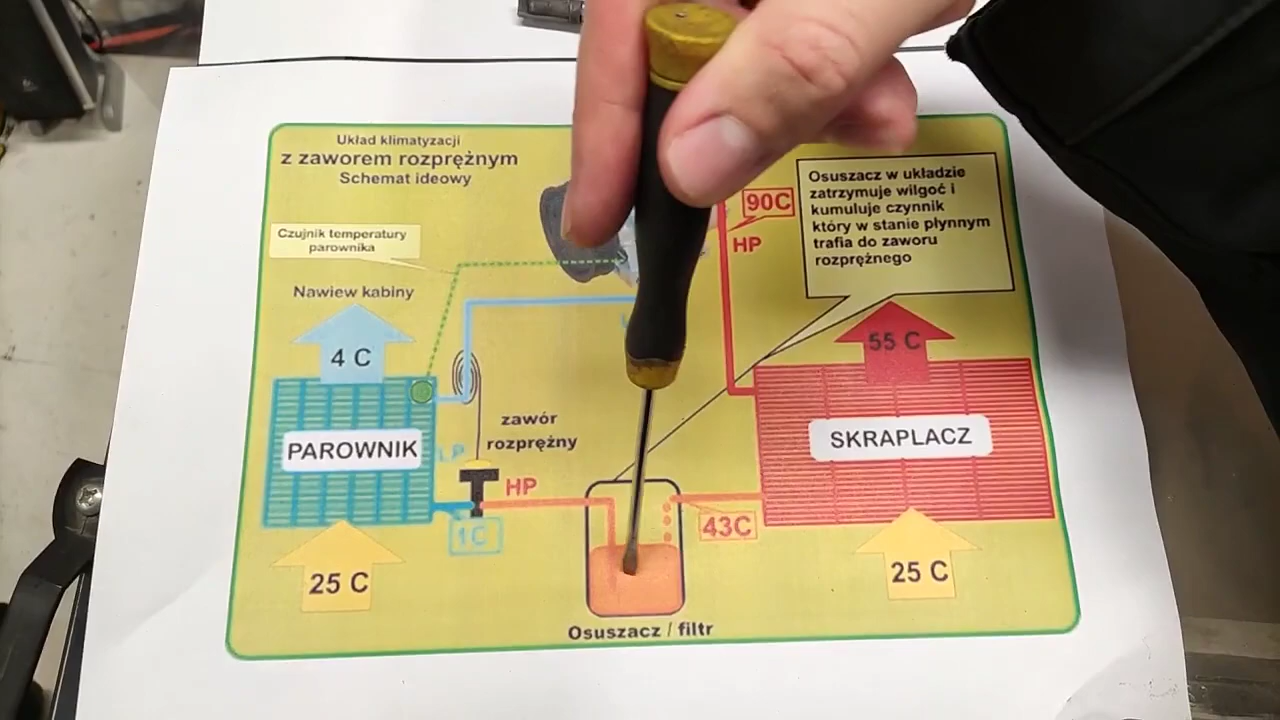 Układ klimatyzacji
z zaworem rozprężnym
Schemat ideowy
Czujnik temperatury
parownika
Nawiew kabiny
4 C
PAROWNIK
25 C
LP
zawór
rozprężny
HP
1C
90C
HP
Osuszacz w układzie
zatrzymuje wilgoć i
kumuluje czynnik
który w stanie płynnym
trafia do zaworu
rozprężnego
55 C
SKRAPLACZ
43C
25 C
Osuszacz / filtr